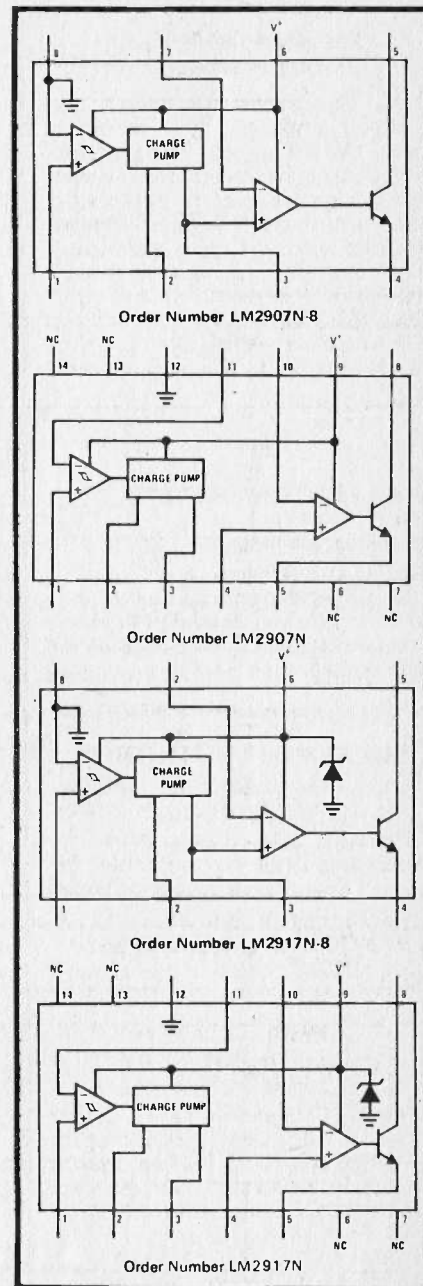 V+
8 7 6 5
- +
CHARGE
PUMP
- +
1 2 3 4
Order Number LM2907N-8
NC NC V+
14 13 12 11 10 9 8
- +
CHARGE PUMP
- +
1 2 3 4 5 6 7
NC NC
Order Number LM2907N
8 2 6 5
- +
CHARGE
PUMP
- +
1 2 3 4
Order Number LM2917N-8
NC NC V+
14 13 12 11 10 9 8
- +
CHARGE PUMP
- +
1 2 3 4 5 6 7
NC NC
Order Number LM2917N